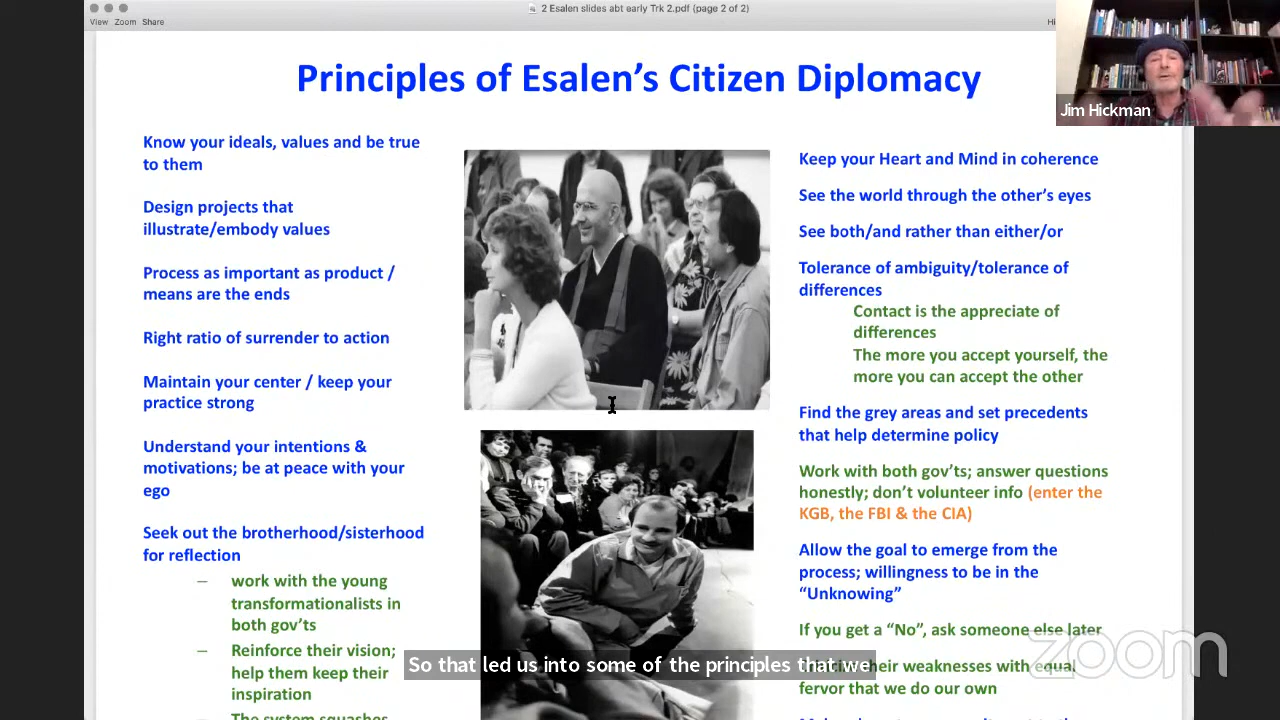 2 Esalen slides abt early Trk 2.pdf (page 2 of 2)
View Zoom Share
Principles of Esalen's Citizen Diplomacy
Jim Hickman
Know your ideals, values and be true
to them
Design projects that
illustrate/embody values
Process as important as product /
means are the ends
Right ratio of surrender to action
Maintain your center / keep your
practice strong
Understand your intentions &
motivations; be at peace with your
ego
Seek out the brotherhood/sisterhood
for reflection
– work with the young
transformationalists in
both gov'ts
– Reinforce their vision;
help them keep their
inspiration
The system squashes
Keep your Heart and Mind in coherence
See the world through the other's eyes
See both/and rather than either/or
Tolerance of ambiguity/tolerance of
differences
Contact is the appreciate of
differences
The more you accept yourself, the
more you can accept the other
Find the grey areas and set precedents
that help determine policy
Work with both gov'ts; answer questions
honestly; don't volunteer info (enter the
KGB, the FBI & the CIA)
Allow the goal to emerge from the
process; willingness to be in the
“Unknowing”
If you get a “No”, ask someone else later
their weaknesses with equal
fervor that we do our own
So that led us into some of the principles that we
zoom